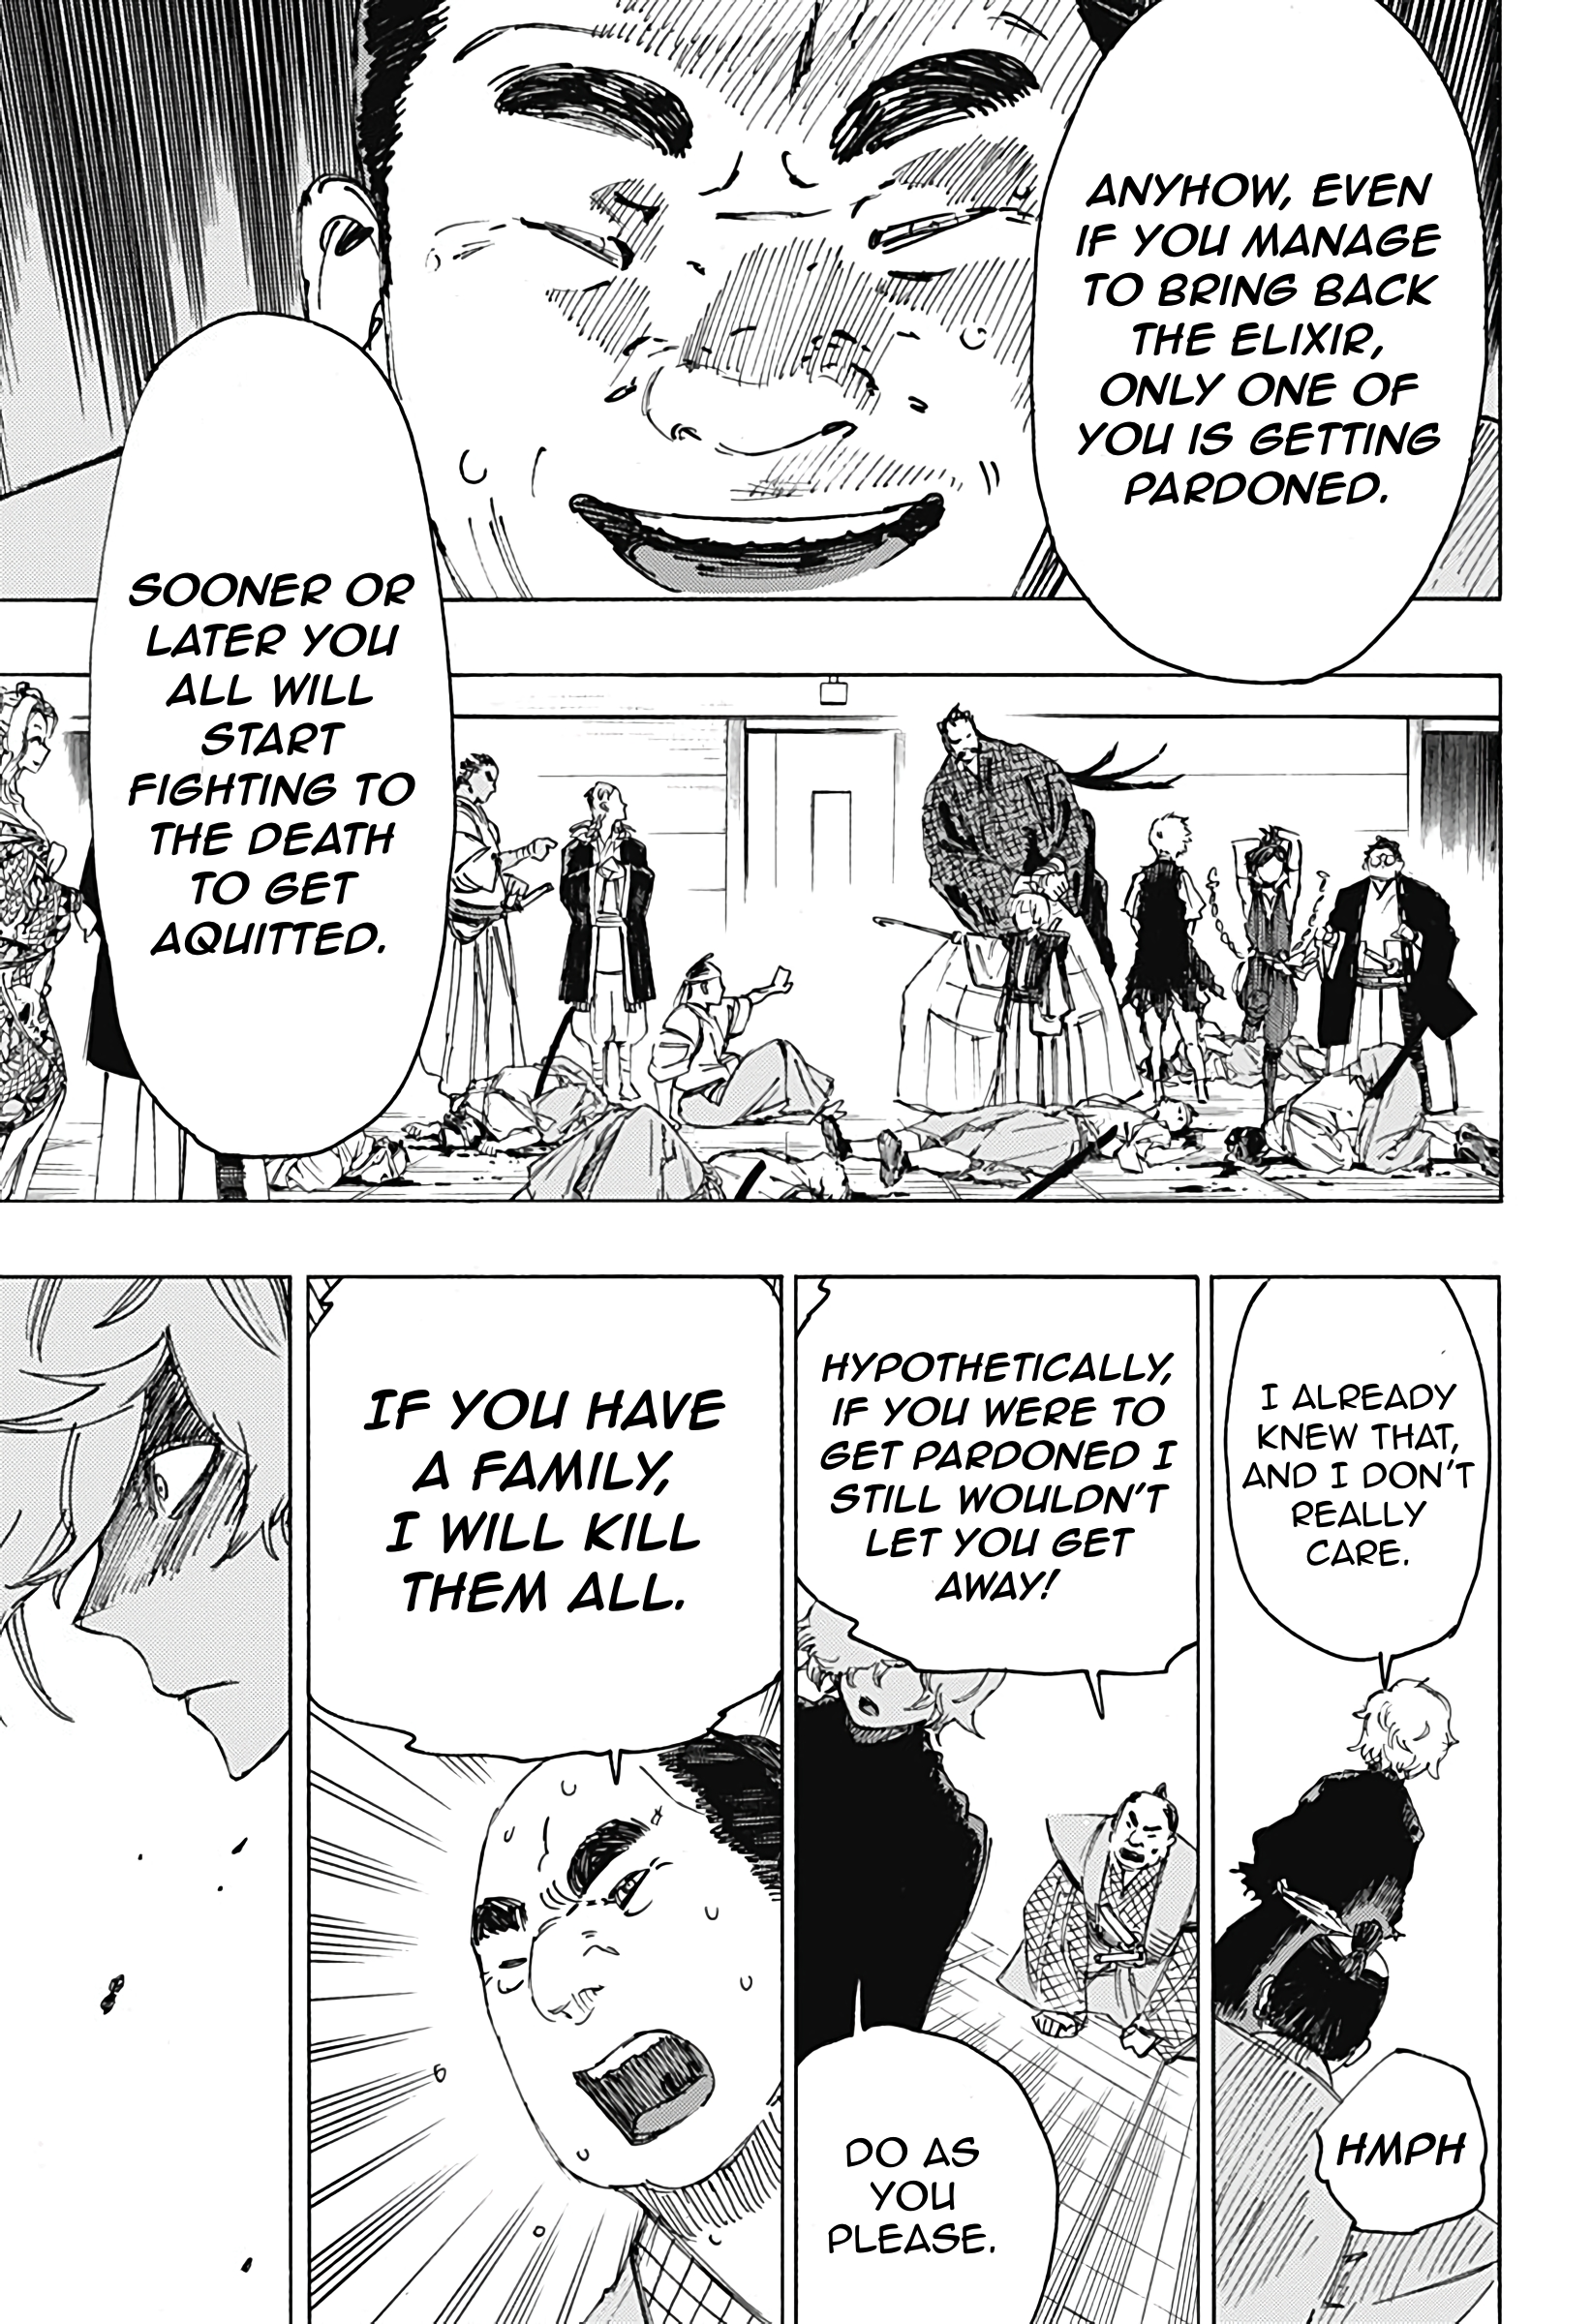 ANYHOW, EVEN
IF YOU MANAGE
TO BRING BACK
THE ELIXIR,
ONLY ONE OF
YOU IS GETTING
PARDONED.
SOONER OR
LATER YOU
ALL WILL
START
FIGHTING TO
THE DEATH
TO GET
AQUITTED.
I ALREADY
KNEW THAT,
AND I DON'T
REALLY
CARE.
HMPH
HYPOTHETICALLY,
IF YOU WERE TO
GET PARDONED I
STILL WOULDN'T
LET YOU GET
AWAY!
DO AS
YOU
PLEASE.
IF YOU HAVE
A FAMILY,
I WILL KILL
THEM ALL.